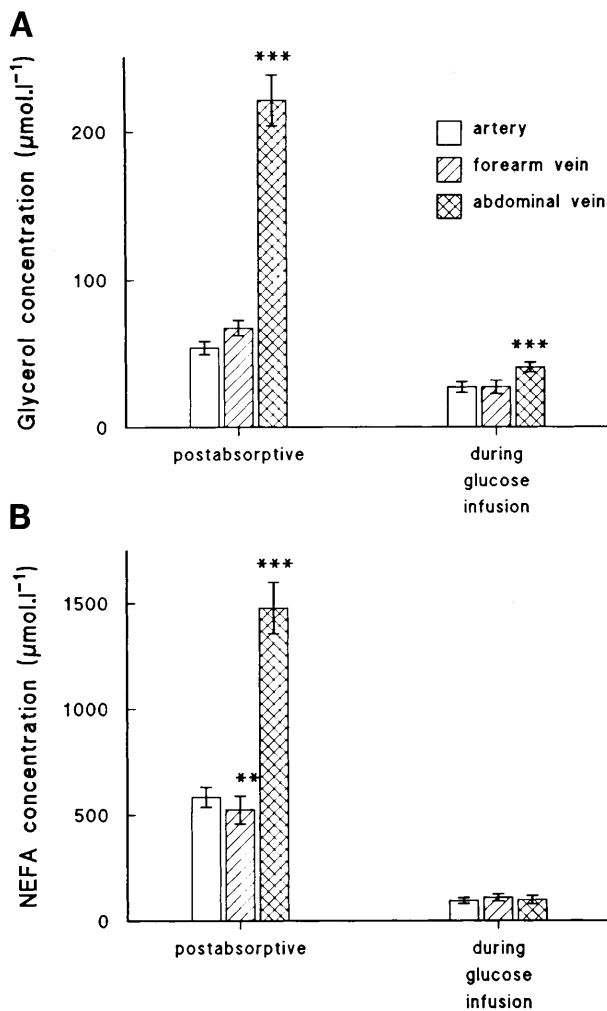 A
Glycerol concentration (μmol.l⁻¹)
200
100
0
***
***
artery
forearm vein
abdominal vein
postabsorptive
during
glucose
infusion
B
NEFA concentration (μmol.l⁻¹)
1500
1000
500
0
***
**
postabsorptive
during
glucose
infusion